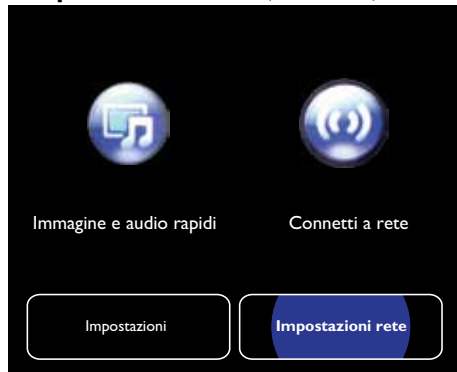 Immagine e audio rapidi
Connetti a rete
Impostazioni
Impostazioni rete